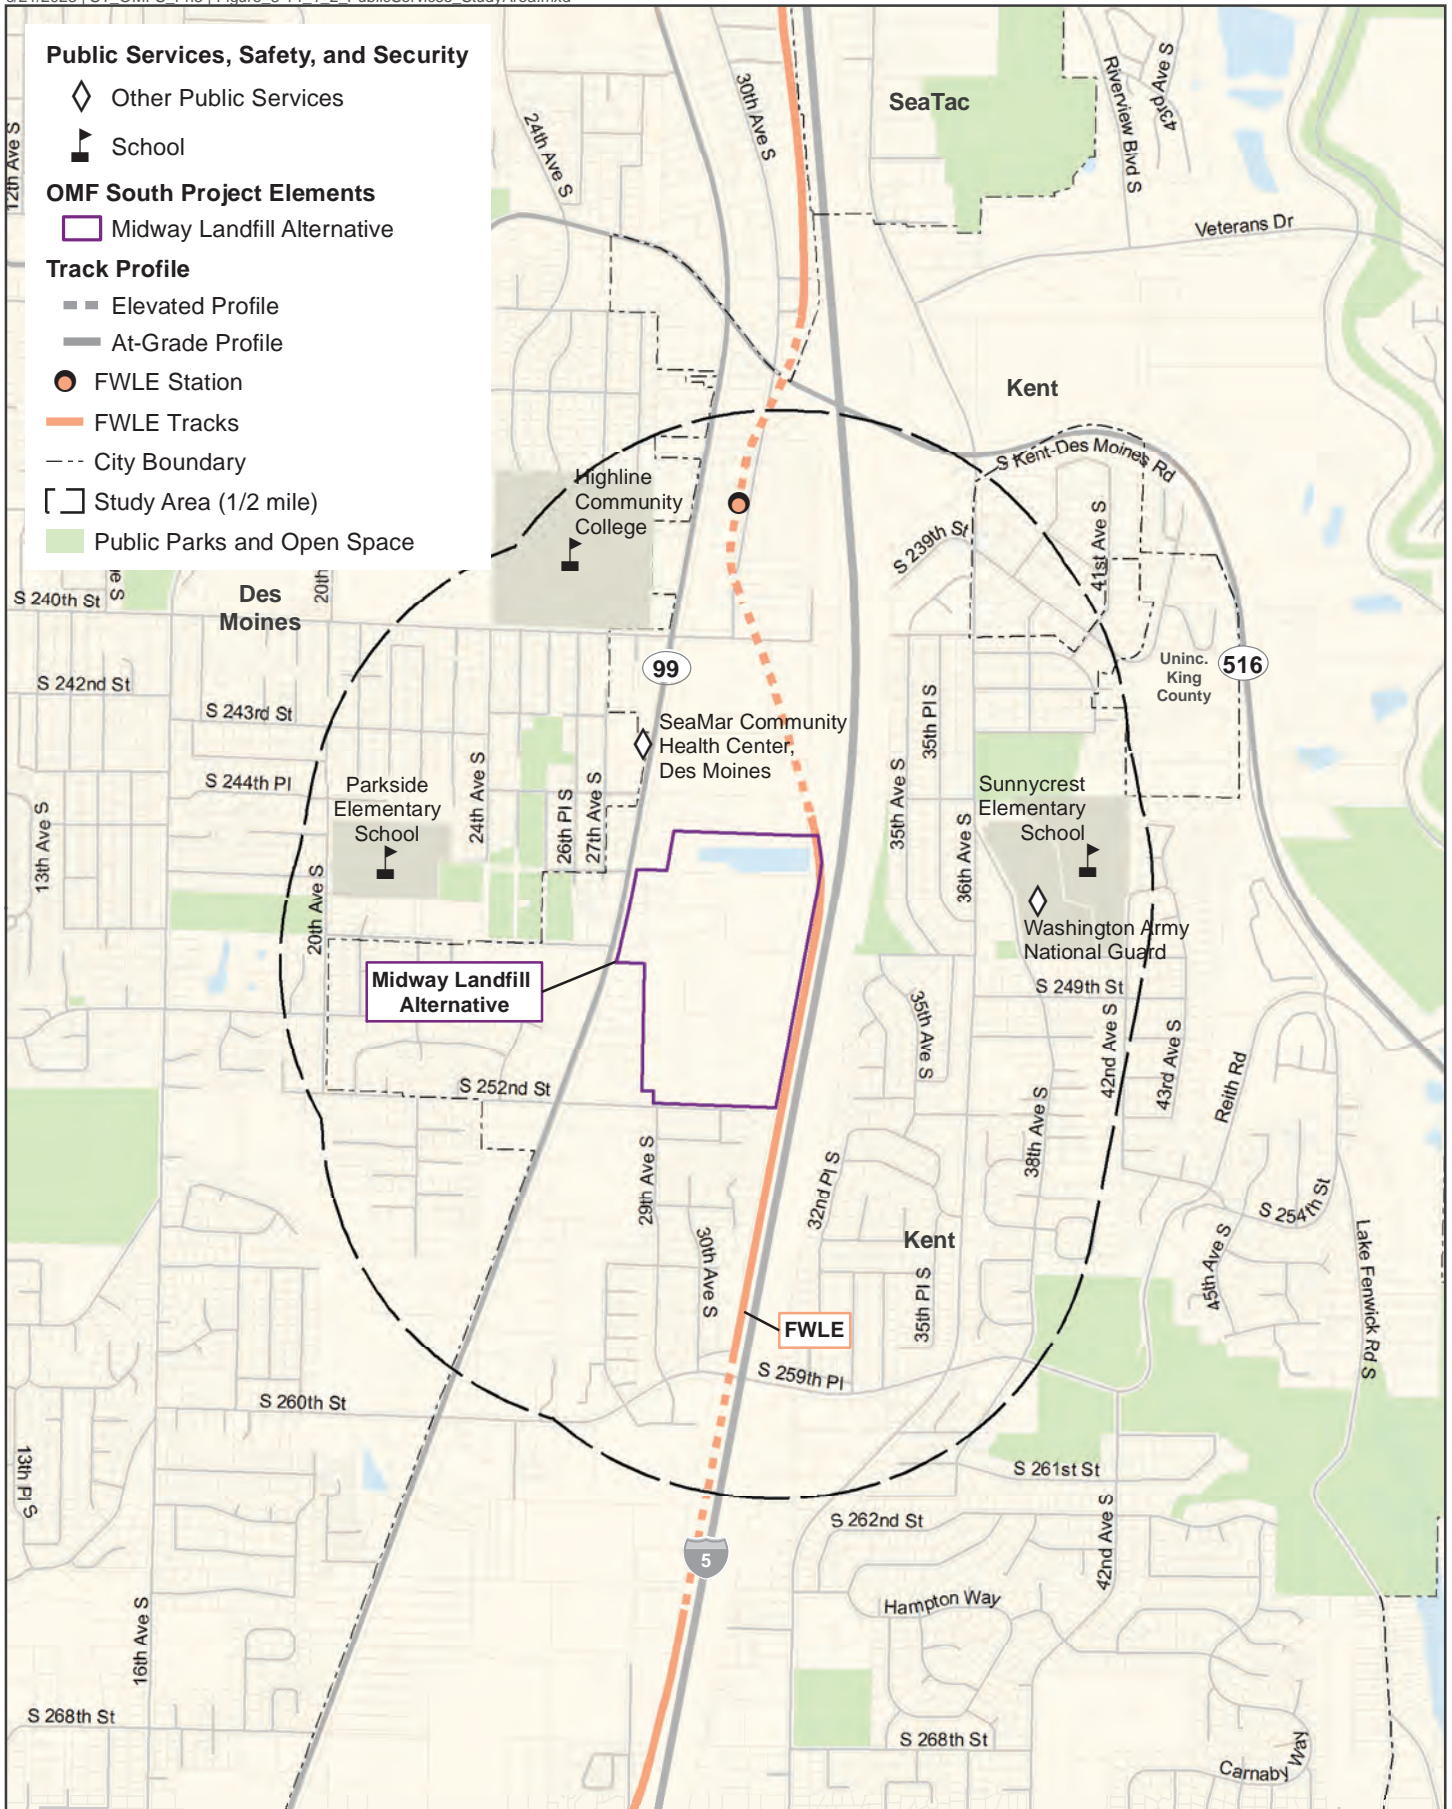 Public Services, Safety, and Security
Other Public Services
School
OMF South Project Elements
Midway Landfill Alternative
Track Profile
Elevated Profile
At-Grade Profile
FWLE Station
FWLE Tracks
City Boundary
Study Area (1/2 mile)
Public Parks and Open Space
12th Ave S
24th Ave S
30th Ave S
SeaTac
Riverview Blvd S
43rd Ave S
Veterans Dr
Kent
S Kent-Des Moines Rd
Highline
Community
College
S 239th St
41st Ave S
Des
Moines
20th
S 240th St
99
Uninc.
King
County
516
S 242nd St
S 243rd St
S 244th Pl
SeaMar Community
Health Center,
Des Moines
35th Pl S
35th Ave S
36th Ave S
Parkside
Elementary
School
24th Ave S
26th Pl S
27th Ave S
Sunnycrest
Elementary
School
13th Ave S
20th Ave S
Washington Army
National Guard
Midway Landfill
Alternative
S 249th St
35th Ave S
42nd Ave S
43rd Ave S
Reith Rd
S 252nd St
38th Ave S
29th Ave S
32nd Pl S
30th Ave S
Kent
35th Pl S
S 254th St
45th Ave S
Lake Fenwick Rd S
FWLE
S 259th Pl
S 260th St
13th Pl S
S 261st St
S 262nd St
42nd Ave S
5
Hampton Way
16th Ave S
S 268th St
S 268th St
Carnaby Way